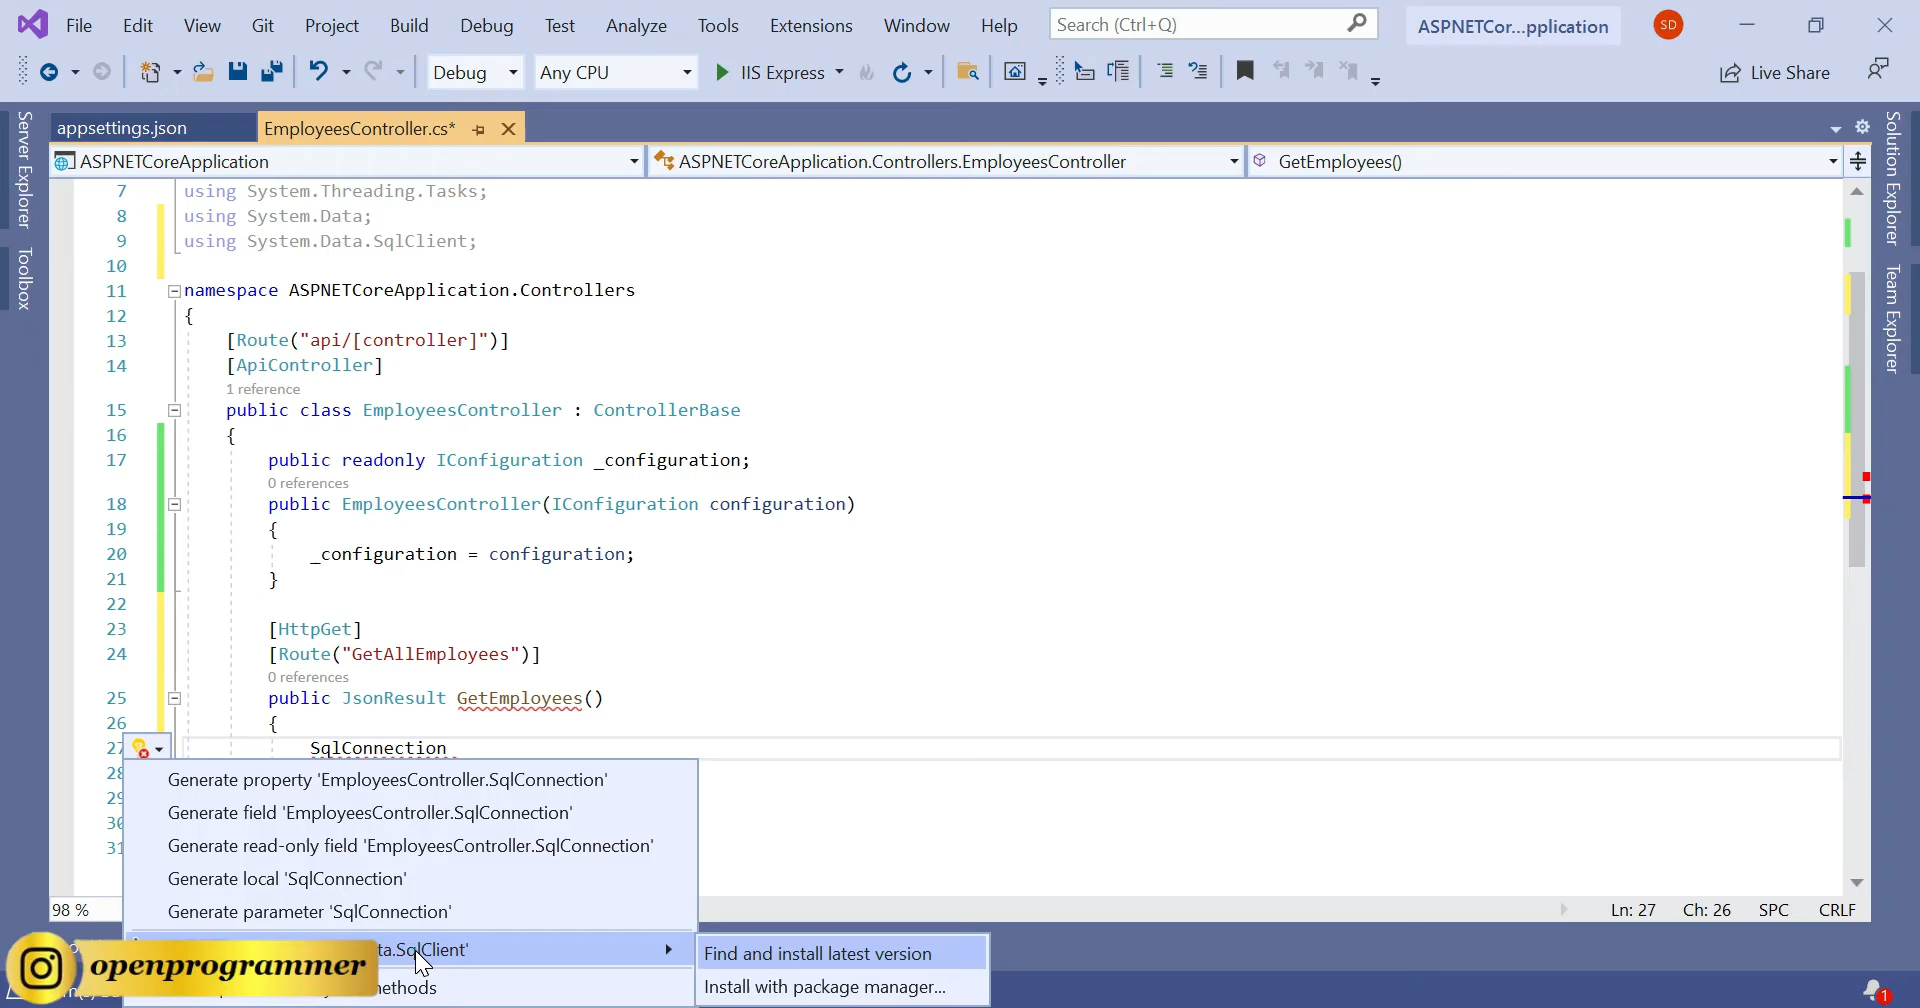 File Edit View Git Project Build Debug Test Analyze Tools Extensions Window Help Search (Ctrl+Q) ASPNETCor...pplication SD
Debug Any CPU IIS Express Live Share
appsettings.json EmployeesController.cs*
ASPNETCoreApplication ASPNETCoreApplication.Controllers.EmployeesController GetEmployees()
Server Explorer
Toolbox
Solution Explorer
Team Explorer
7 using System.Threading.Tasks;
8 using System.Data;
9 using System.Data.SqlClient;
10
11 namespace ASPNETCoreApplication.Controllers
12 {
13 [Route("api/[controller]")]
14 [ApiController]
1 reference
15 public class EmployeesController : ControllerBase
16 {
17 public readonly IConfiguration _configuration;
0 references
18 public EmployeesController(IConfiguration configuration)
19 {
20 _configuration = configuration;
21 }
22
23 [HttpGet]
24 [Route("GetAllEmployees")]
0 references
25 public JsonResult GetEmployees()
26 {
27 SqlConnection
28
Generate property 'EmployeesController.SqlConnection'
29
Generate field 'EmployeesController.SqlConnection'
30
Generate read-only field 'EmployeesController.SqlConnection'
31
Generate local 'SqlConnection'
Generate parameter 'SqlConnection'
98 % Ln: 27 Ch: 26 SPC CRLF
ta.SqlClient'
Find and install latest version
Install with package manager...
openprogrammer
ethods
1